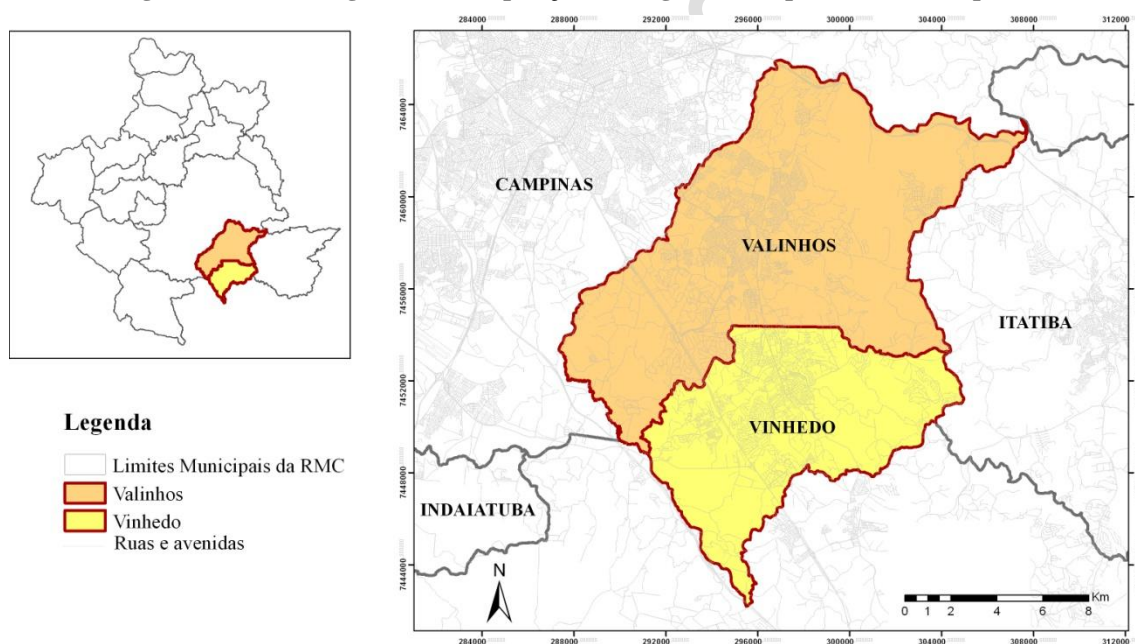 284000 288000 292000 296000 300000 304000 308000 312000
7464000
7460000
7456000
7452000
7448000
7444000
CAMPINAS
VALINHOS
ITATIBA
VINHEDO
INDAIATUBA
N
Km
0 1 2 4 6 8
284000 288000 292000 296000 300000 304000 308000 312000
Legenda
Limites Municipais da RMC
Valinhos
Vinhedo
Ruas e avenidas